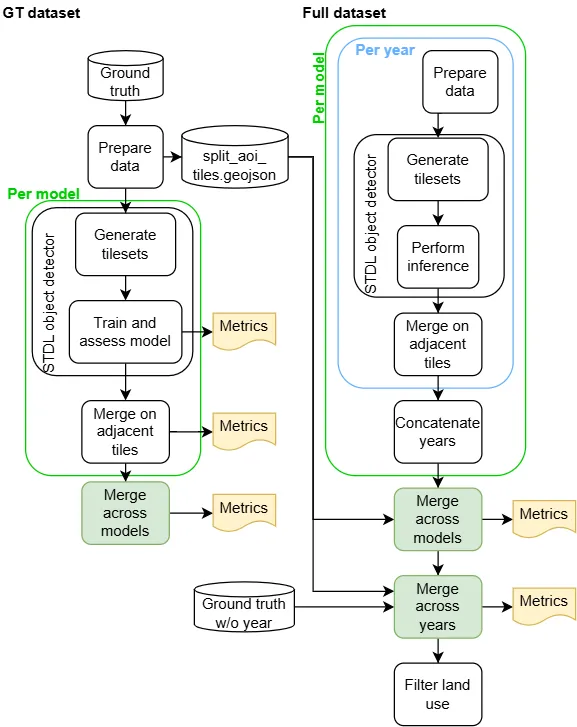 GT dataset
Ground
truth
Prepare
data
split_aoi_
tiles.geojson
Per model
STDL object detector
Generate
tilesets
Train and
assess model
Metrics
Merge on
adjacent
tiles
Metrics
Merge
across
models
Metrics
Full dataset
Per model
Per year
Prepare
data
STDL object detector
Generate
tilesets
Perform
inference
Merge on
adjacent
tiles
Concatenate
years
Merge
across
models
Metrics
Ground truth
w/o year
Merge
across
years
Metrics
Filter land
use